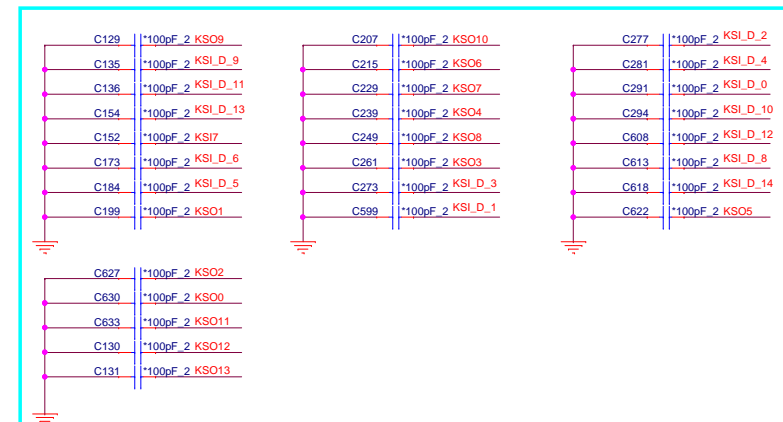 C129 *100pF_2 KSO9
C135 *100pF_2 KSI_D_9
C136 *100pF_2 KSI_D_11
C154 *100pF_2 KSI_D_13
C152 *100pF_2 KSI7
C173 *100pF_2 KSI_D_6
C184 *100pF_2 KSI_D_5
C199 *100pF_2 KSO1
C207 *100pF_2 KSO10
C215 *100pF_2 KSO6
C229 *100pF_2 KSO7
C239 *100pF_2 KSO4
C249 *100pF_2 KSO8
C261 *100pF_2 KSO3
C273 *100pF_2 KSI_D_3
C599 *100pF_2 KSI_D_1
C277 *100pF_2 KSI_D_2
C281 *100pF_2 KSI_D_4
C291 *100pF_2 KSI_D_0
C294 *100pF_2 KSI_D_10
C608 *100pF_2 KSI_D_12
C613 *100pF_2 KSI_D_8
C618 *100pF_2 KSI_D_14
C622 *100pF_2 KSO5
C627 *100pF_2 KSO2
C630 *100pF_2 KSO0
C633 *100pF_2 KSO11
C130 *100pF_2 KSO12
C131 *100pF_2 KSO13